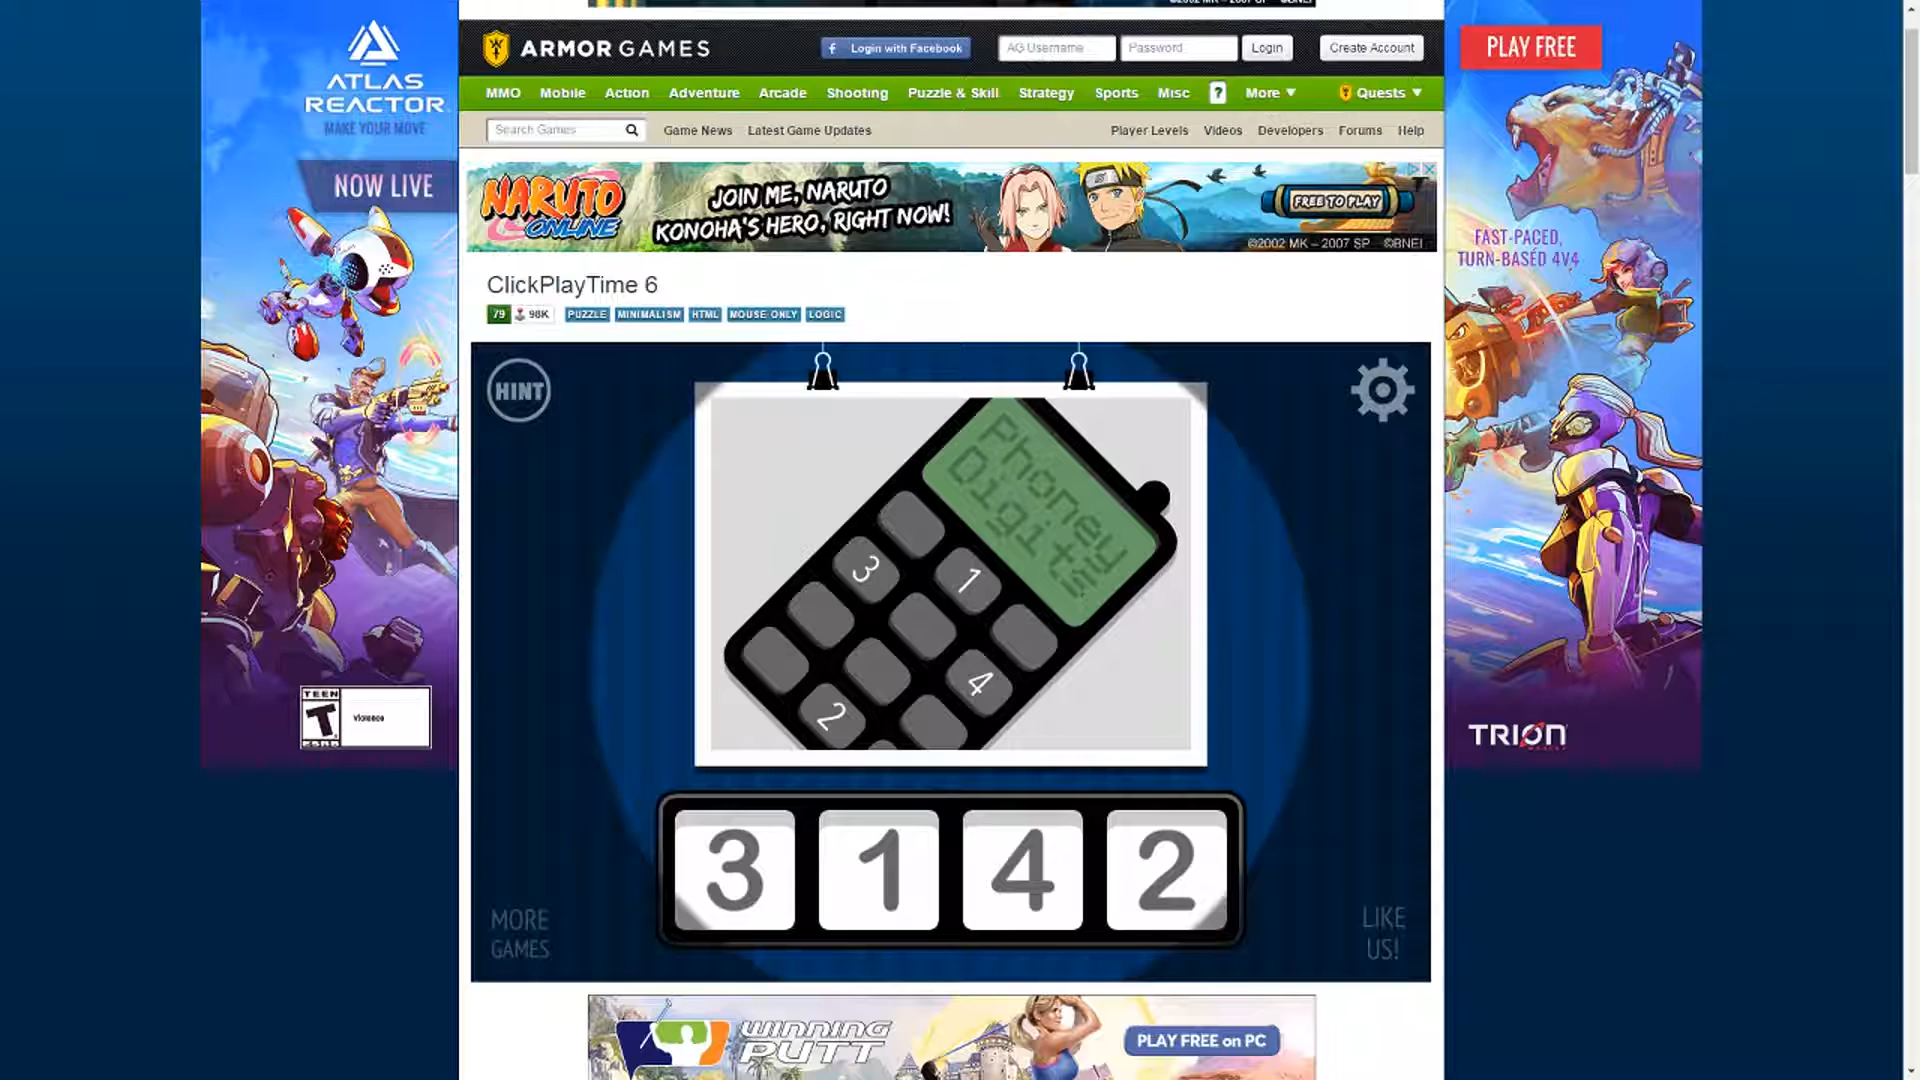 ©2002 MK – 2007 SP ©BNEI
ATLAS
REACTOR
MAKE YOUR MOVE
NOW LIVE
TEEN
T
Violence
ESRB
ARMOR GAMES
f Login with Facebook
AG Username
Password
Login
Create Account
MMO Mobile Action Adventure Arcade Shooting Puzzle & Skill Strategy Sports Misc ? More ▼ Quests ▼
Search Games
Game News Latest Game Updates
Player Levels Videos Developers Forums Help
NARUTO
ONLINE
JOIN ME, NARUTO
KONOHA'S HERO, RIGHT NOW!
FREE TO PLAY
©2002 MK – 2007 SP ©BNEI
ClickPlayTime 6
79 98K PUZZLE MINIMALISM HTML MOUSE ONLY LOGIC
HINT
Phoney
Digits
3
1
4
2
3 1 4 2
MORE
GAMES
LIKE
US!
WINNING
PUTT
PLAY FREE on PC
PLAY FREE
FAST-PACED,
TURN-BASED 4V4
TRION